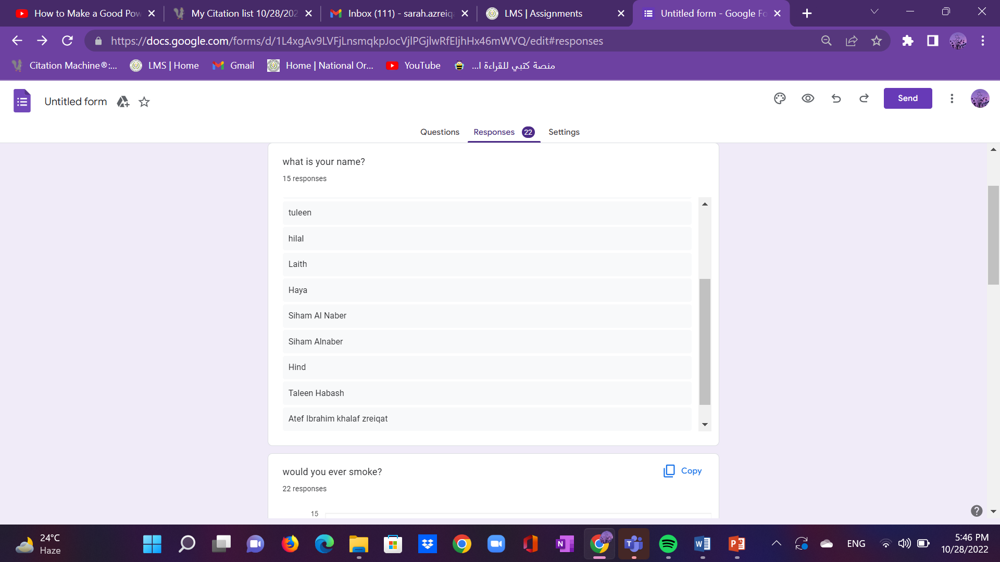 How to Make a Good Pow
My Citation list 10/28/202
Inbox (111) - sarah.azreiq
LMS | Assignments
Untitled form - Google Fo
https://docs.google.com/forms/d/1L4xgAv9LVFjLnsmqkpJocVjlPGjlwRfEIjhHx46mWVQ/edit#responses
Citation Machine®:...
LMS | Home
Gmail
Home | National Or...
YouTube
منصة كتبي للقراءة ا...
Untitled form
Send
Questions
Responses 22
Settings
what is your name?
15 responses
tuleen
hilal
Laith
Haya
Siham Al Naber
Siham Alnaber
Hind
Taleen Habash
Atef Ibrahim khalaf zreiqat
would you ever smoke?
Copy
22 responses
15
24°C
Haze
ENG
5:46 PM
10/28/2022